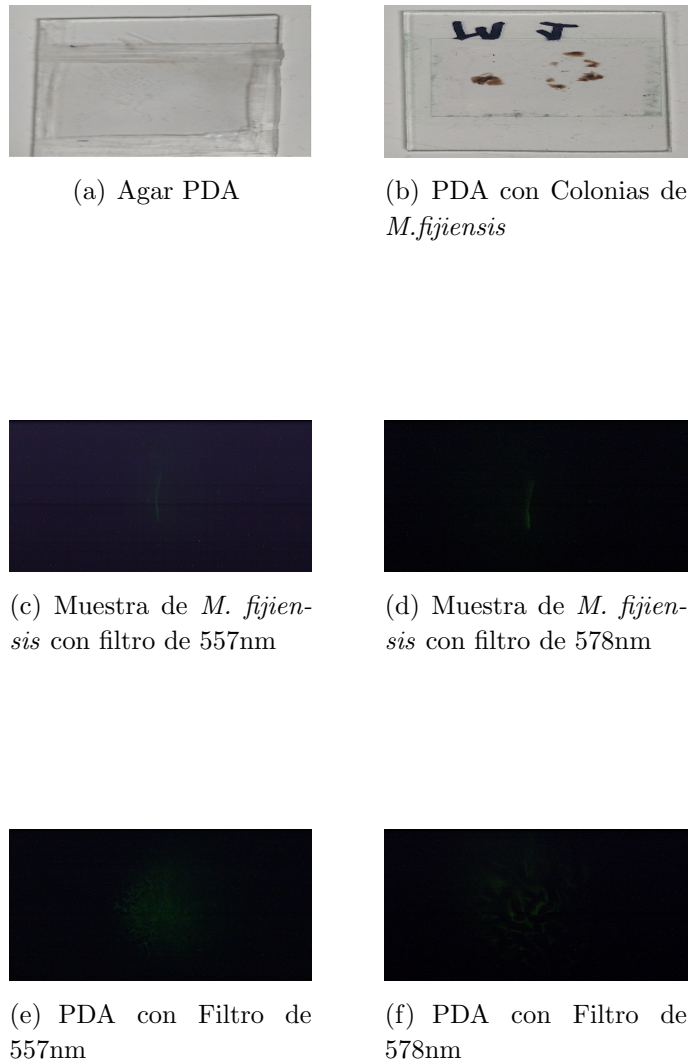 LW J
(a) Agar PDA
(b) PDA con Colonias de
M.fijiensis
(c) Muestra de M. fijien-
sis con filtro de 557nm
(d) Muestra de M. fijien-
sis con filtro de 578nm
(e) PDA con Filtro de
557nm
(f) PDA con Filtro de
578nm